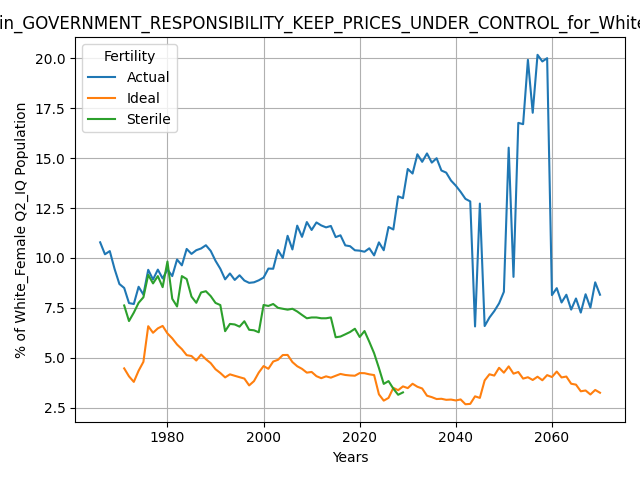 in_GOVERNMENT_RESPONSIBILITY_KEEP_PRICES_UNDER_CONTROL_for_White
Fertility
Actual
Ideal
Sterile
% of White_Female Q2_IQ Population
20.0
17.5
15.0
12.5
10.0
7.5
5.0
2.5
1980
2000
2020
2040
2060
Years